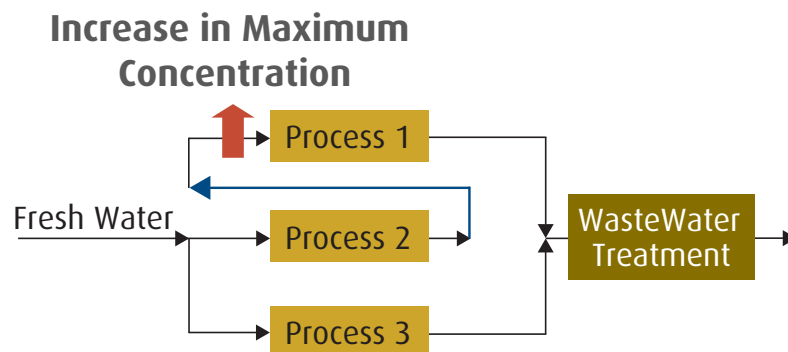 Increase in Maximum
Concentration
Process 1
Fresh Water
Process 2
WasteWater
Treatment
Process 3